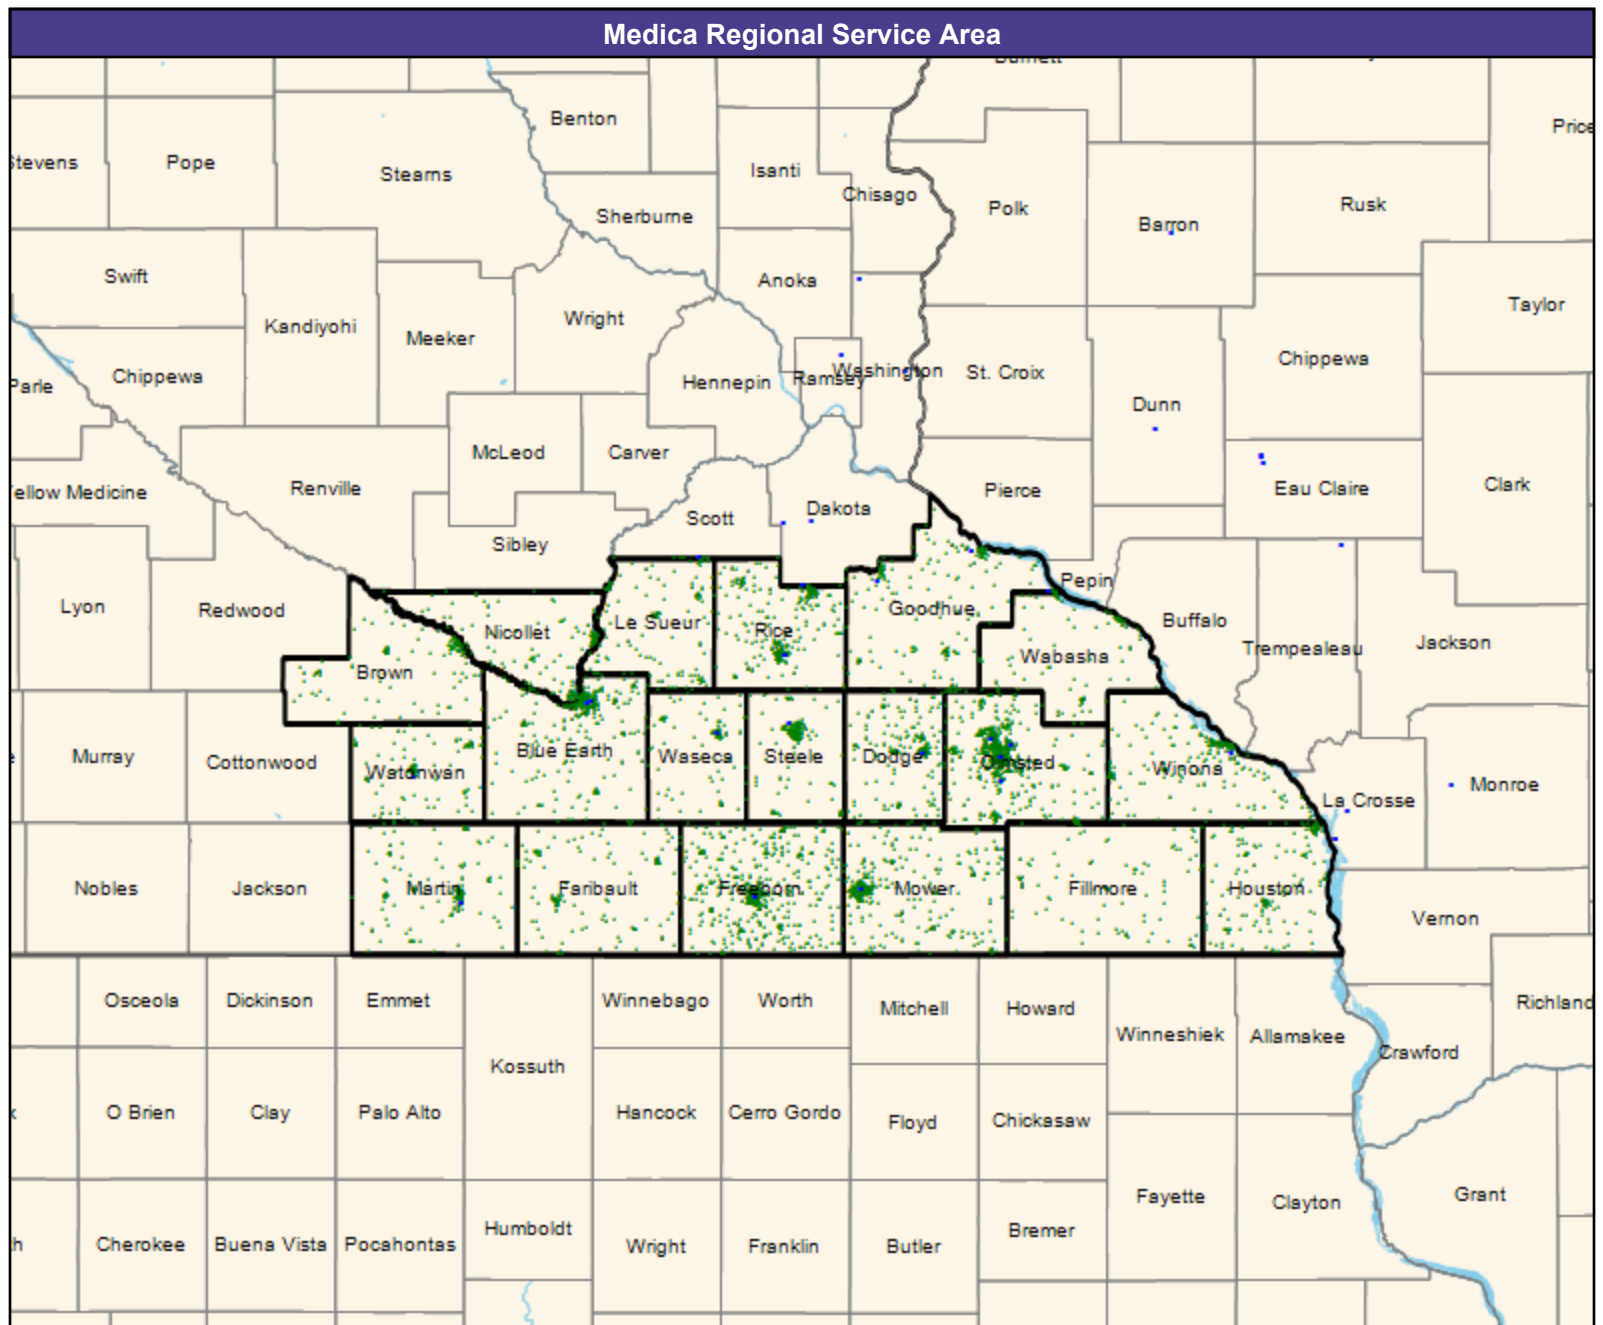 Medica Regional Service Area
Benton
Price
Stevens
Pope
Stearns
Isanti
Chisago
Polk
Barron
Rusk
Sherburne
Swift
Anoka
Taylor
Kandiyohi
Meeker
Wright
Chippewa
Parle
Chippewa
Hennepin
Ramsey
Washington
St. Croix
Dunn
McLeod
Carver
Renville
ellow Medicine
Pierce
Eau Claire
Clark
Scott
Dakota
Sibley
Pepin
Lyon
Redwood
Nicollet
Le Sueur
Rice
Goodhue
Buffalo
Trempealeau
Jackson
Brown
Wabasha
Murray
Cottonwood
Watonwan
Blue Earth
Waseca
Steele
Dodge
Olmsted
Winona
La Crosse
Monroe
Nobles
Jackson
Martin
Faribault
Freeborn
Mower
Fillmore
Houston
Vernon
Osceola
Dickinson
Emmet
Winnebago
Worth
Mitchell
Howard
Richland
Winneshiek
Allamakee
Crawford
Kossuth
O Brien
Clay
Palo Alto
Hancock
Cerro Gordo
Floyd
Chickasaw
Fayette
Clayton
Grant
Cherokee
Buena Vista
Pocahontas
Humboldt
Wright
Franklin
Butler
Bremer